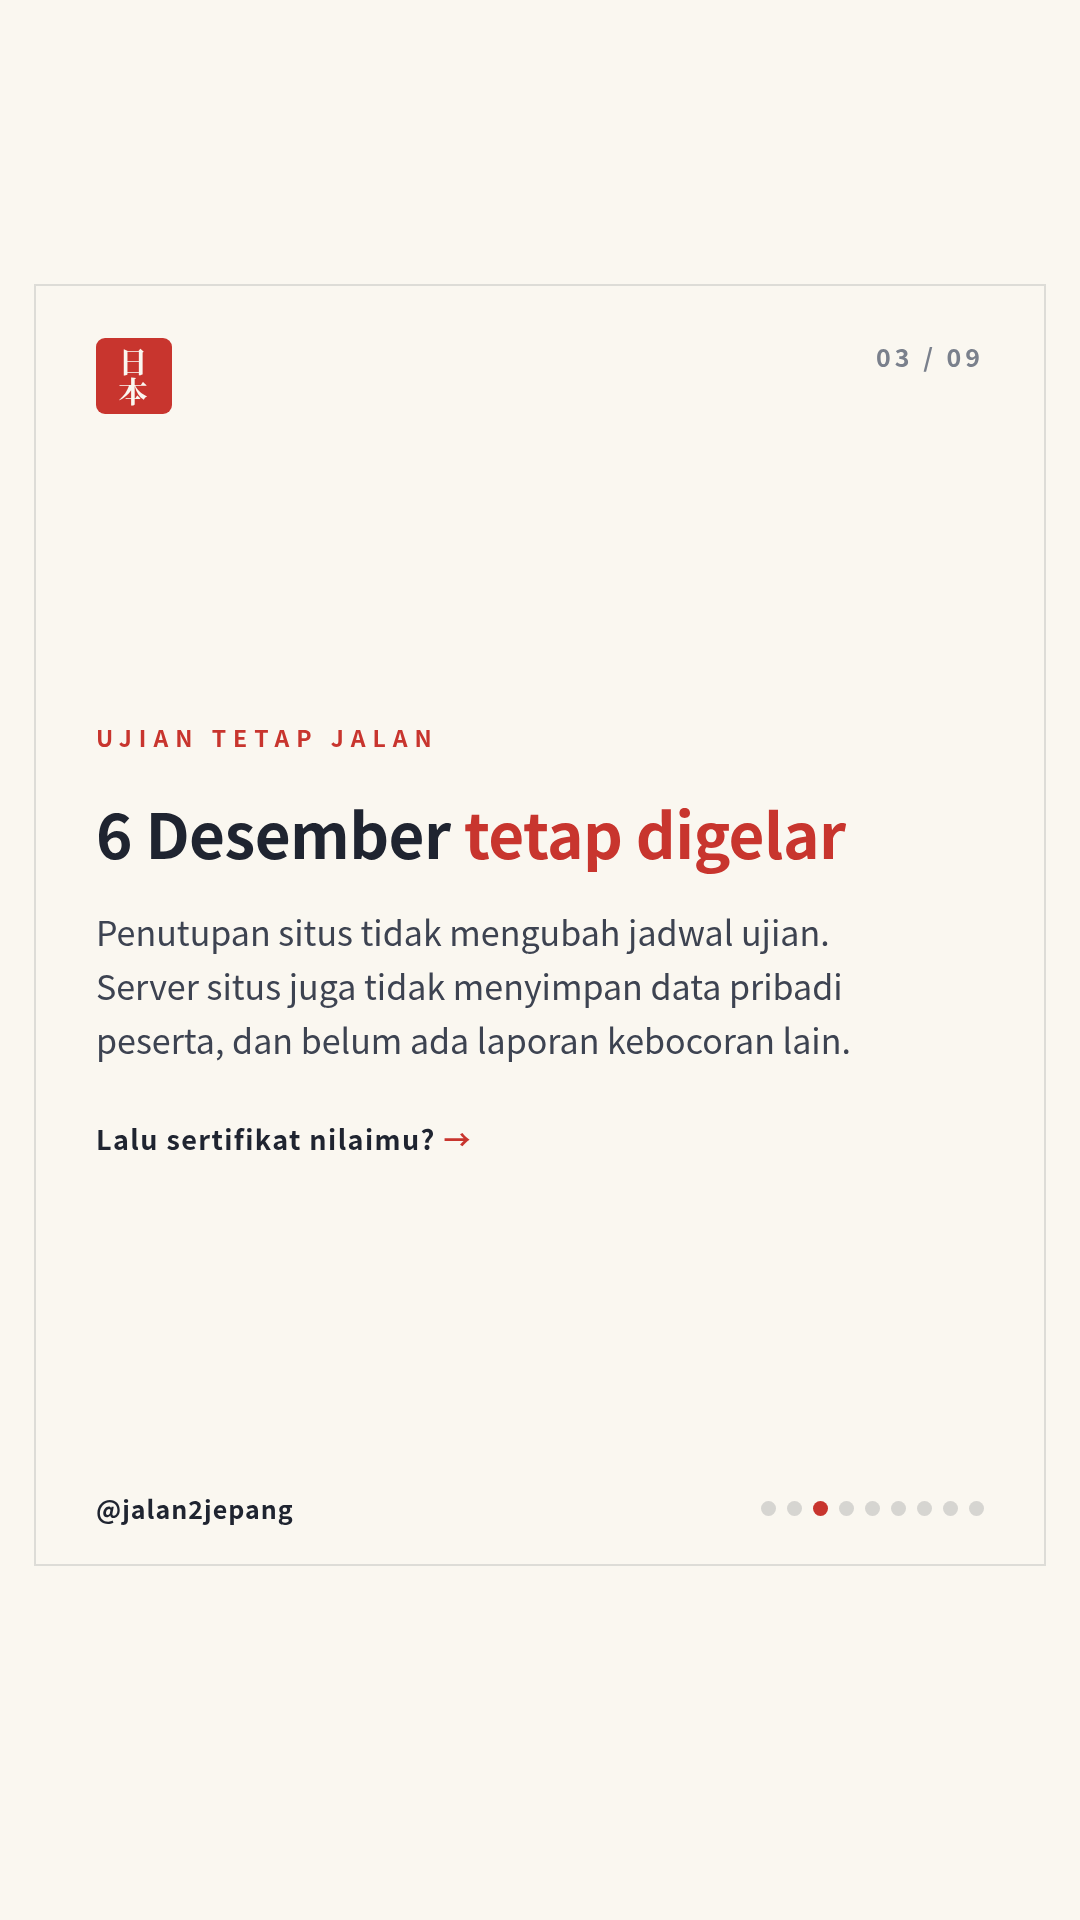 日
本
03 / 09
UJIAN TETAP JALAN
6 Desember tetap digelar
Penutupan situs tidak mengubah jadwal ujian.
Server situs juga tidak menyimpan data pribadi
peserta, dan belum ada laporan kebocoran lain.
Lalu sertifikat nilaimu? →
@jalan2jepang